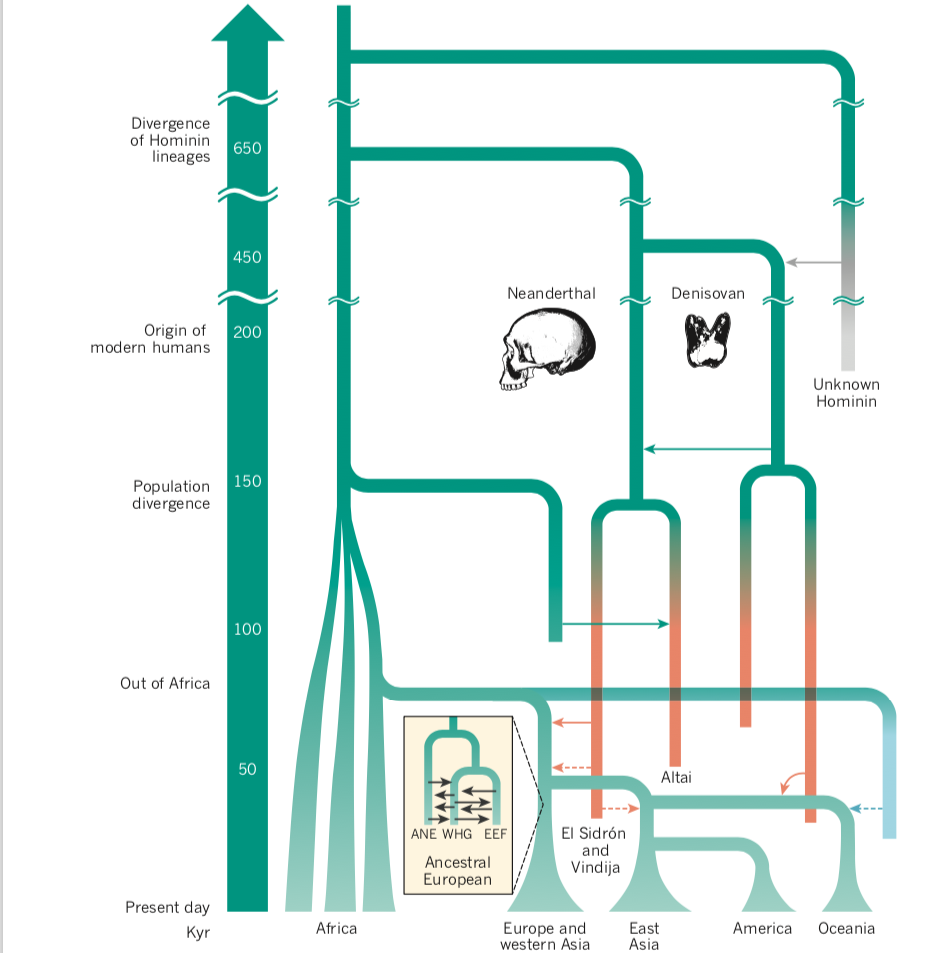 Divergence
of Hominin
lineages
650
450
Neanderthal
Denisovan
Origin of
modern humans
200
Unknown
Hominin
Population
divergence
150
100
Out of Africa
50
Altai
ANE WHG EEF
Ancestral
European
El Sidrón
and
Vindija
Present day
Kyr
Africa
Europe and
western Asia
East
Asia
America
Oceania